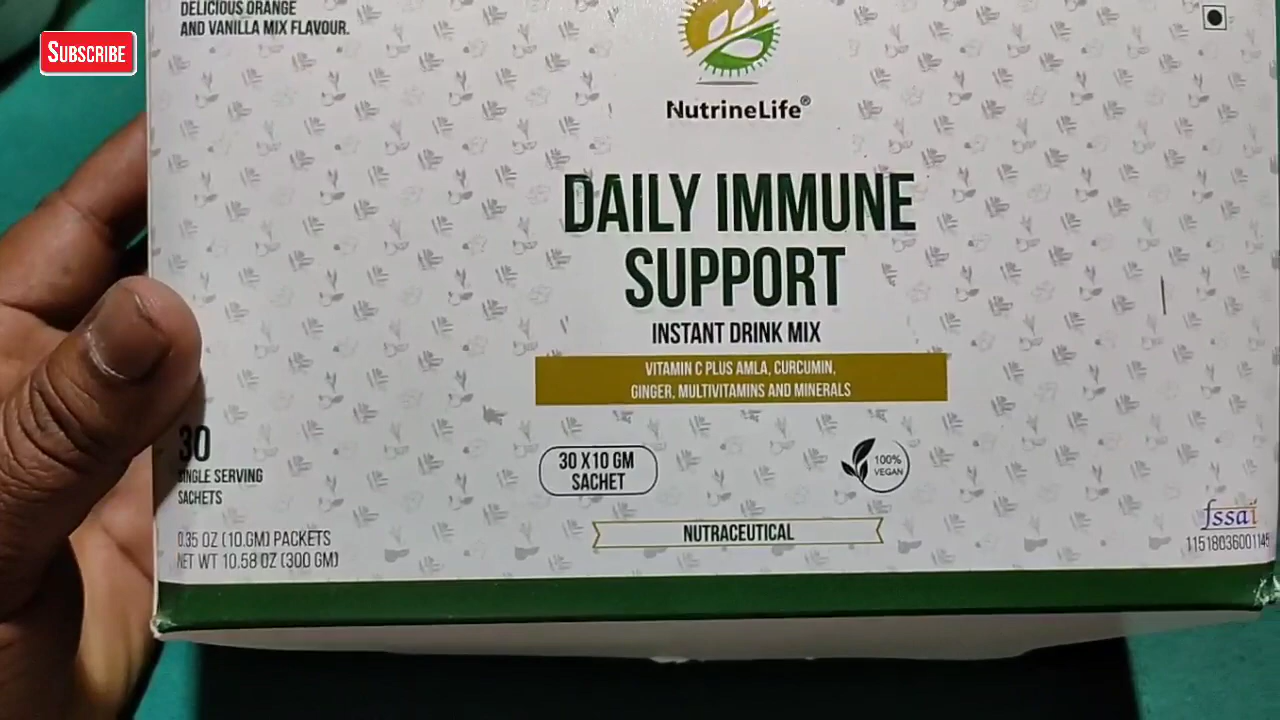 DELICIOUS ORANGE
AND VANILLA MIX FLAVOUR.
SUBSCRIBE
NutrineLife®
DAILY IMMUNE
SUPPORT
INSTANT DRINK MIX
VITAMIN C PLUS AMLA, CURCUMIN,
GINGER, MULTIVITAMINS AND MINERALS
30
SINGLE SERVING
SACHETS
30 X 10 GM
SACHET
100%
VEGAN
0.35 OZ (10.GM) PACKETS
NET WT 10.58 OZ (300 GM)
NUTRACEUTICAL
fssai
11518036001145